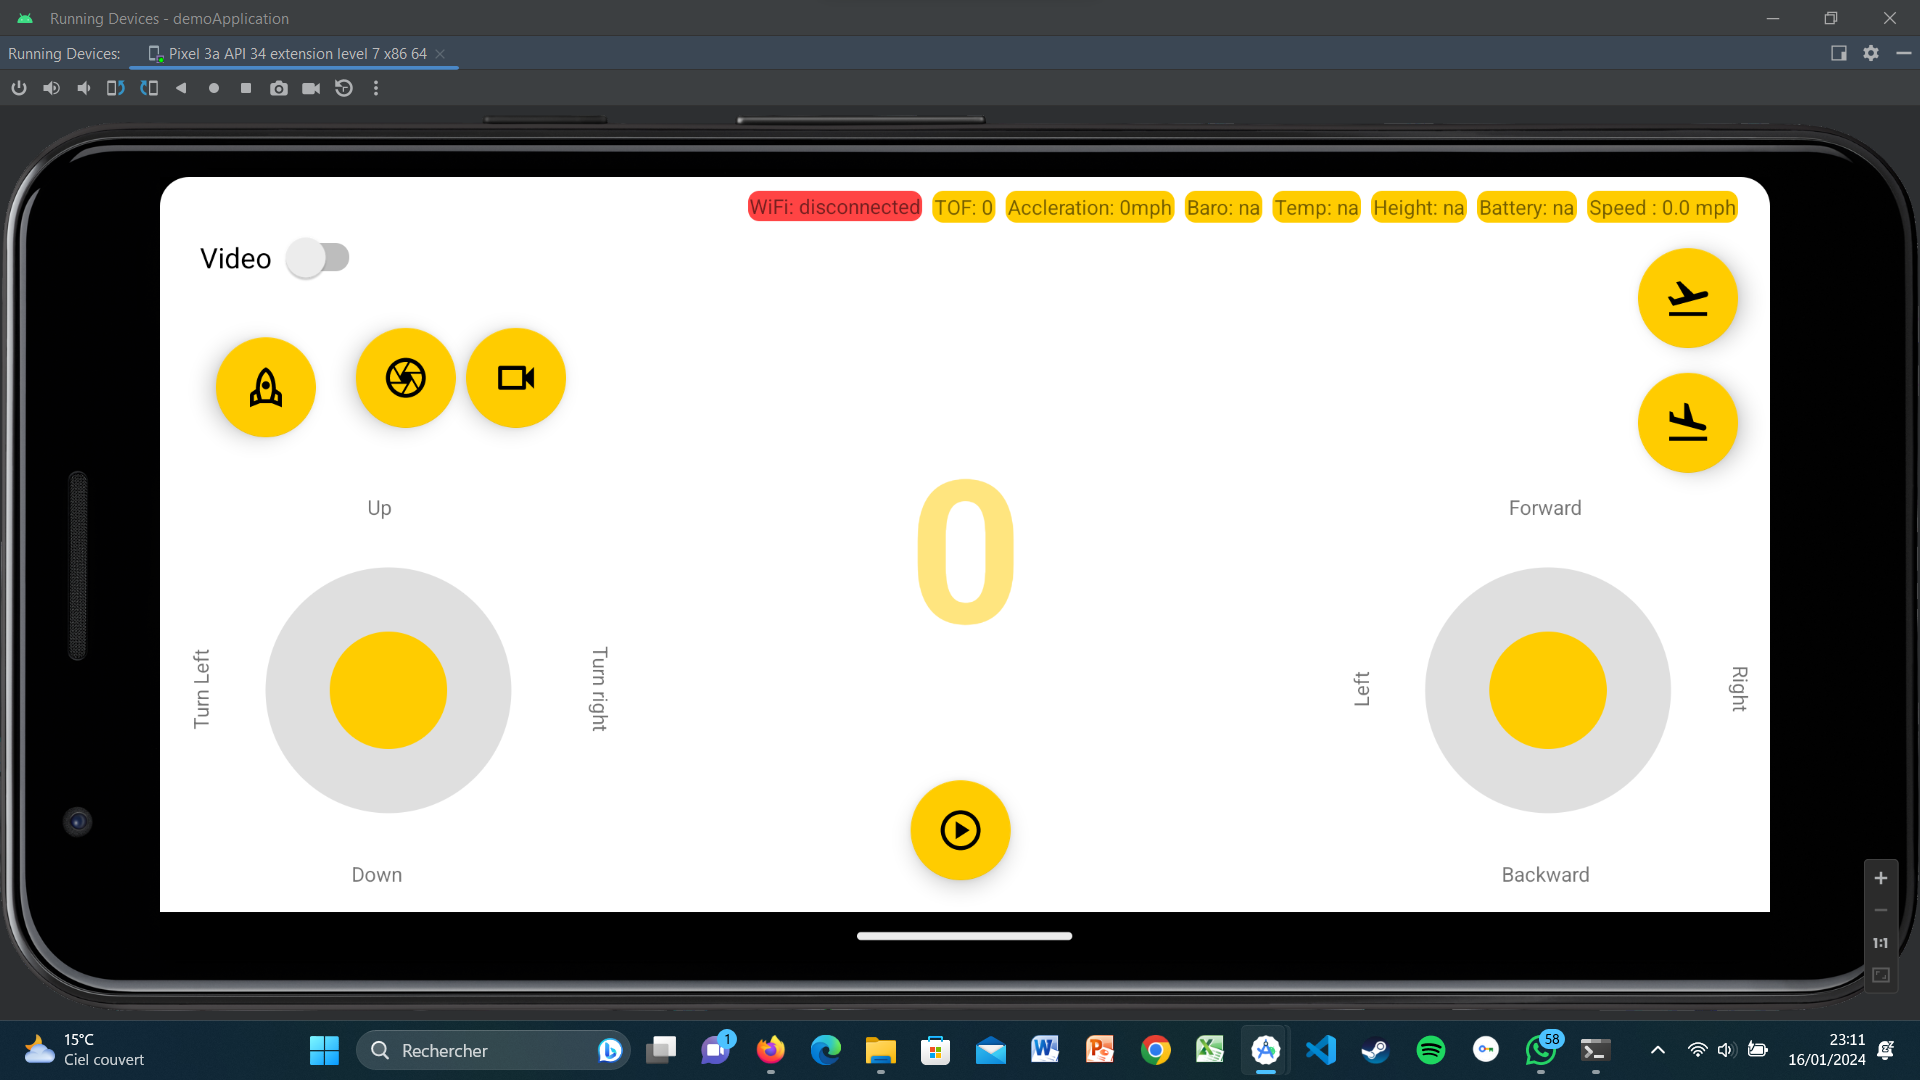 Running Devices - demoApplication
Running Devices: Pixel 3a API 34 extension level 7 x86 64
WiFi: disconnected TOF: 0 Accleration: 0mph Baro: na Temp: na Height: na Battery: na Speed : 0.0 mph
Video
Up
Forward
0
Turn Left
Turn right
Left
Right
Down
Backward
1:1
15°C
Ciel couvert
Rechercher
1
58
23:11
16/01/2024